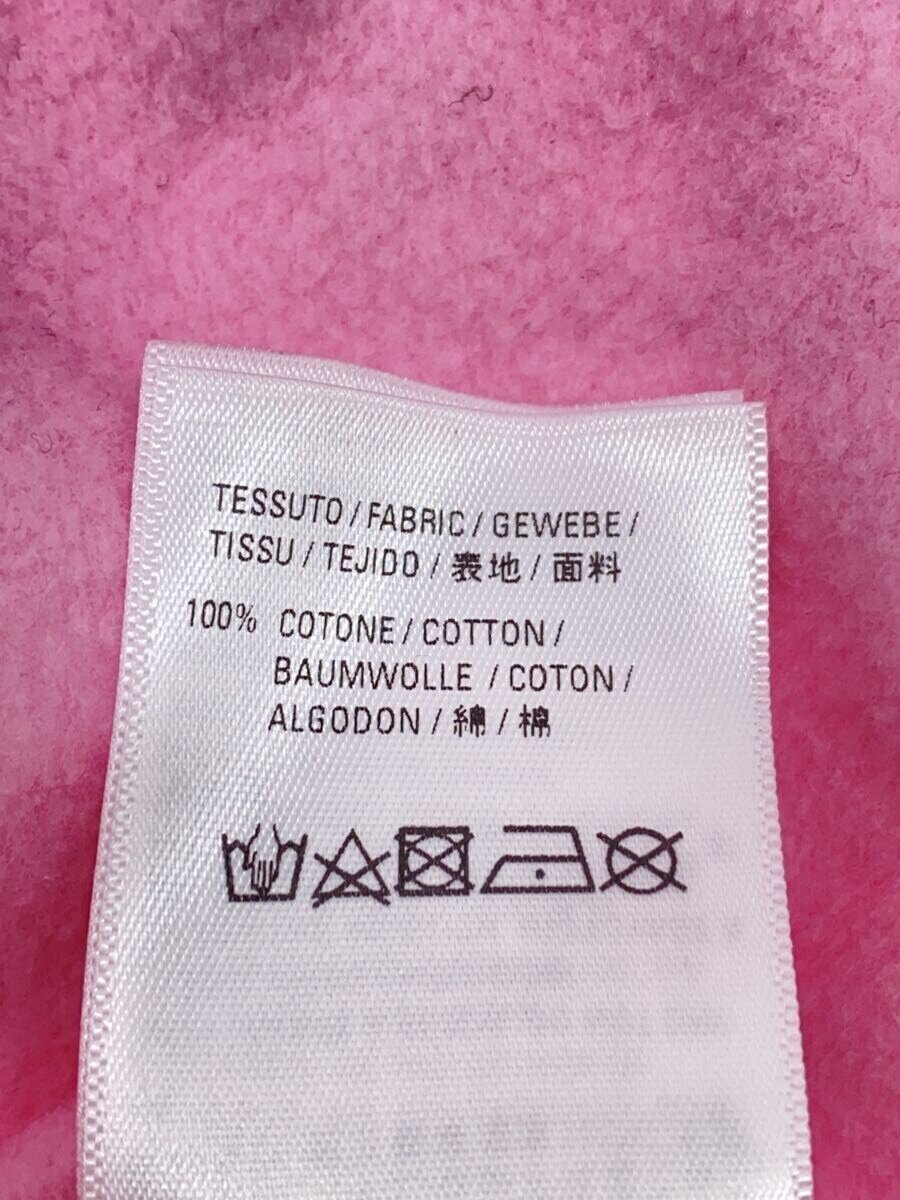 TESSUTO / FABRIC / GEWEBE /
TISSU / TEJIDO / 表地 / 面料
100% COTONE / COTTON /
BAUMWOLLE / COTON /
ALGODON / 綿 / 棉